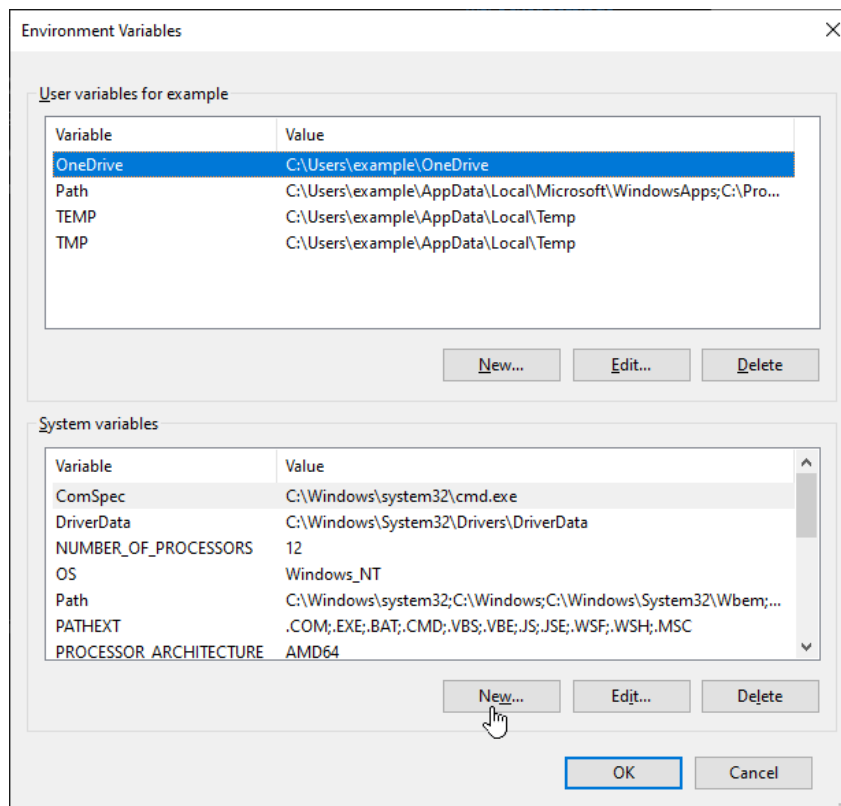 Environment Variables
User variables for example
Variable Value
OneDrive C:\Users\example\OneDrive
Path C:\Users\example\AppData\Local\Microsoft\WindowsApps;C:\Pro...
TEMP C:\Users\example\AppData\Local\Temp
TMP C:\Users\example\AppData\Local\Temp
New... Edit... Delete
System variables
Variable Value
ComSpec C:\Windows\system32\cmd.exe
DriverData C:\Windows\System32\Drivers\DriverData
NUMBER_OF_PROCESSORS 12
OS Windows_NT
Path C:\Windows\system32;C:\Windows;C:\Windows\System32\Wbem;...
PATHEXT .COM;.EXE;.BAT;.CMD;.VBS;.VBE;.JS;.JSE;.WSF;.WSH;.MSC
PROCESSOR_ARCHITECTURE AMD64
New... Edit... Delete
OK Cancel